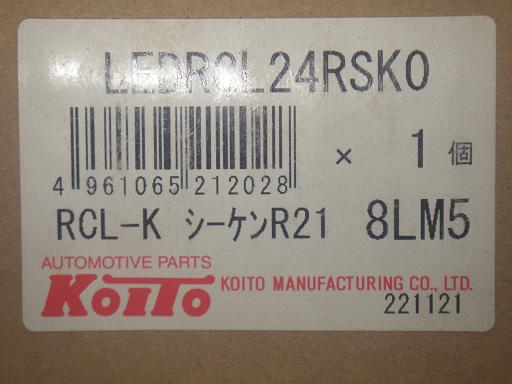 LEDRCL24RSK0
× 1 個
4 961065 212028
RCL-K シーケンR21 8LM5
AUTOMOTIVE PARTS
KOITO KOITO MANUFACTURING CO., LTD.
221121